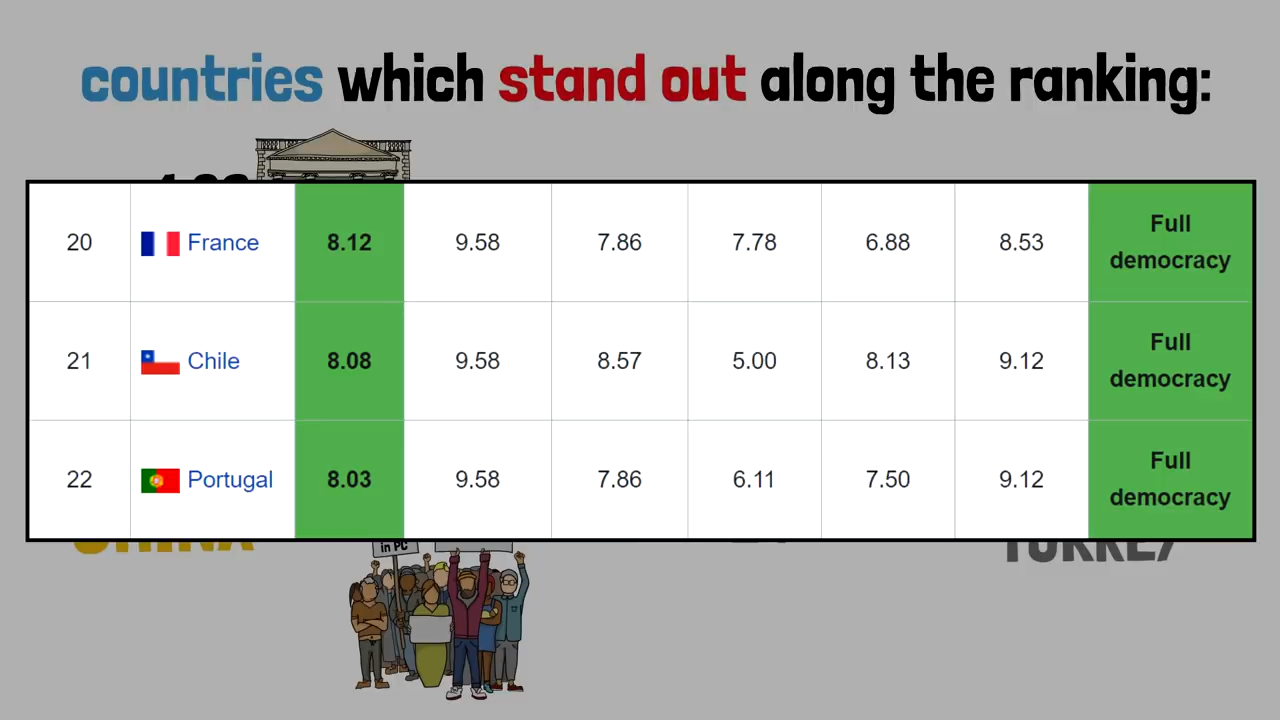 countries which stand out along the ranking:
20 France 8.12 9.58 7.86 7.78 6.88 8.53 Full democracy
21 Chile 8.08 9.58 8.57 5.00 8.13 9.12 Full democracy
22 Portugal 8.03 9.58 7.86 6.11 7.50 9.12 Full democracy
in PC